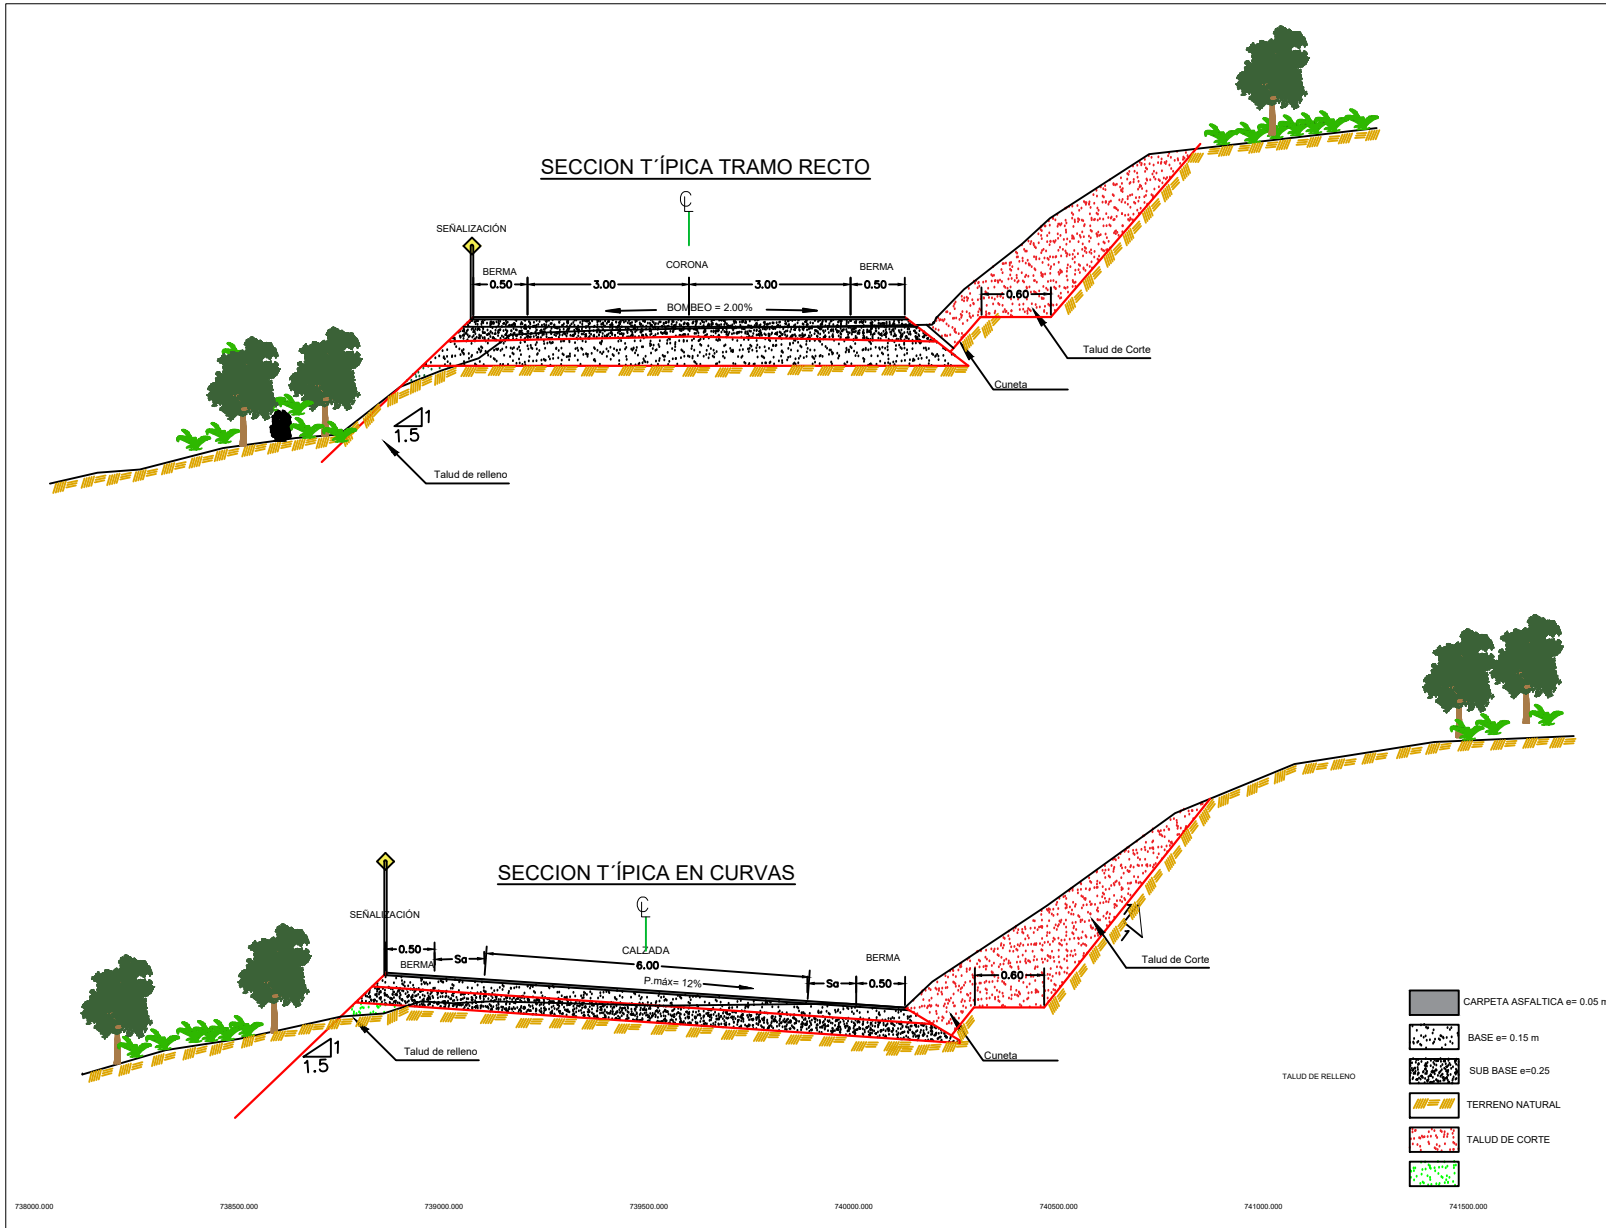 SECCION T´ÍPICA TRAMO RECTO
CL
SEÑALIZACIÓN
BERMA
CORONA
BERMA
0.50
3.00
3.00
0.50
0.60
BOMBEO = 2.00%
Talud de Corte
Cuneta
1
1.5
Talud de relleno
SECCION T´ÍPICA EN CURVAS
CL
SEÑALIZACIÓN
0.50
Sa
CALZADA
6.00
BERMA
BERMA
Sa
0.50
0.60
P.máx= 12%
Talud de Corte
1
1.5
Talud de relleno
Cuneta
CARPETA ASFALTICA e= 0.05 m
BASE e= 0.15 m
SUB BASE e=0.25
TALUD DE RELLENO
TERRENO NATURAL
TALUD DE CORTE
738000.000
738500.000
739000.000
739500.000
740000.000
740500.000
741000.000
741500.000